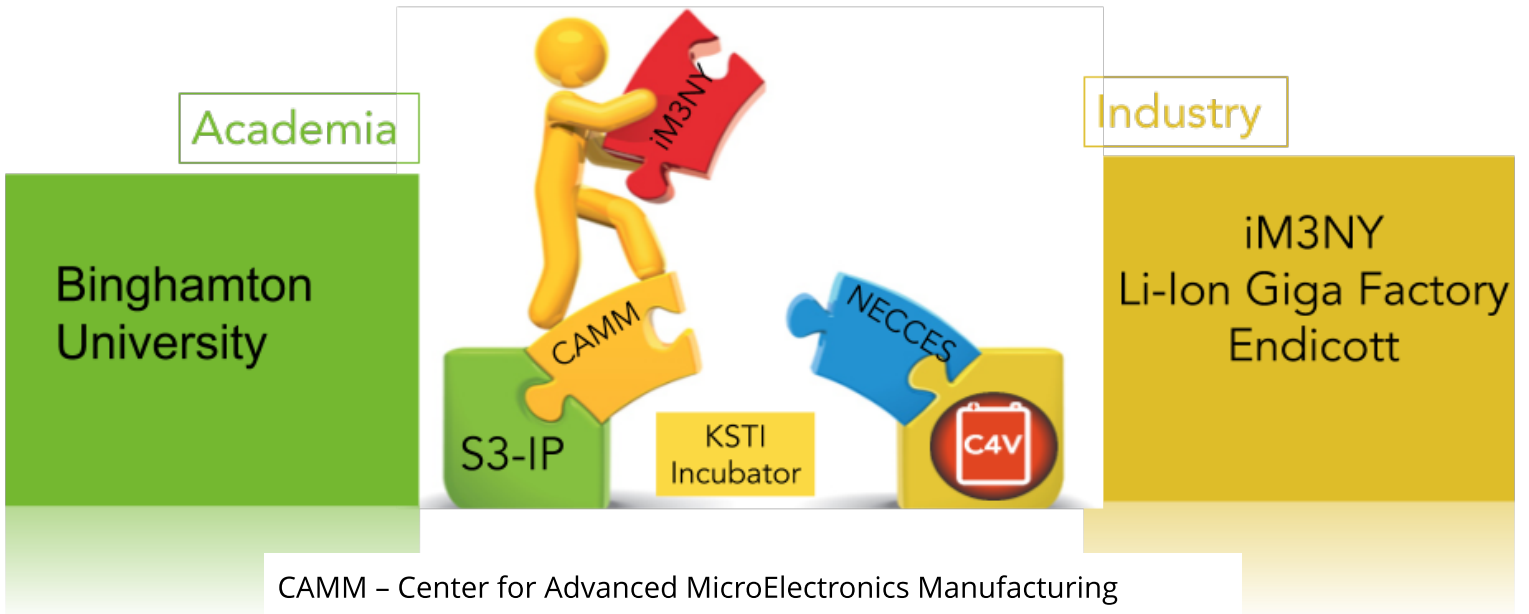 Academia
Industry
iM3NY
Binghamton
University
iM3NY
Li-Ion Giga Factory
Endicott
CAMM
NECCES
S3-IP
KSTI
Incubator
C4V
CAMM – Center for Advanced MicroElectronics Manufacturing